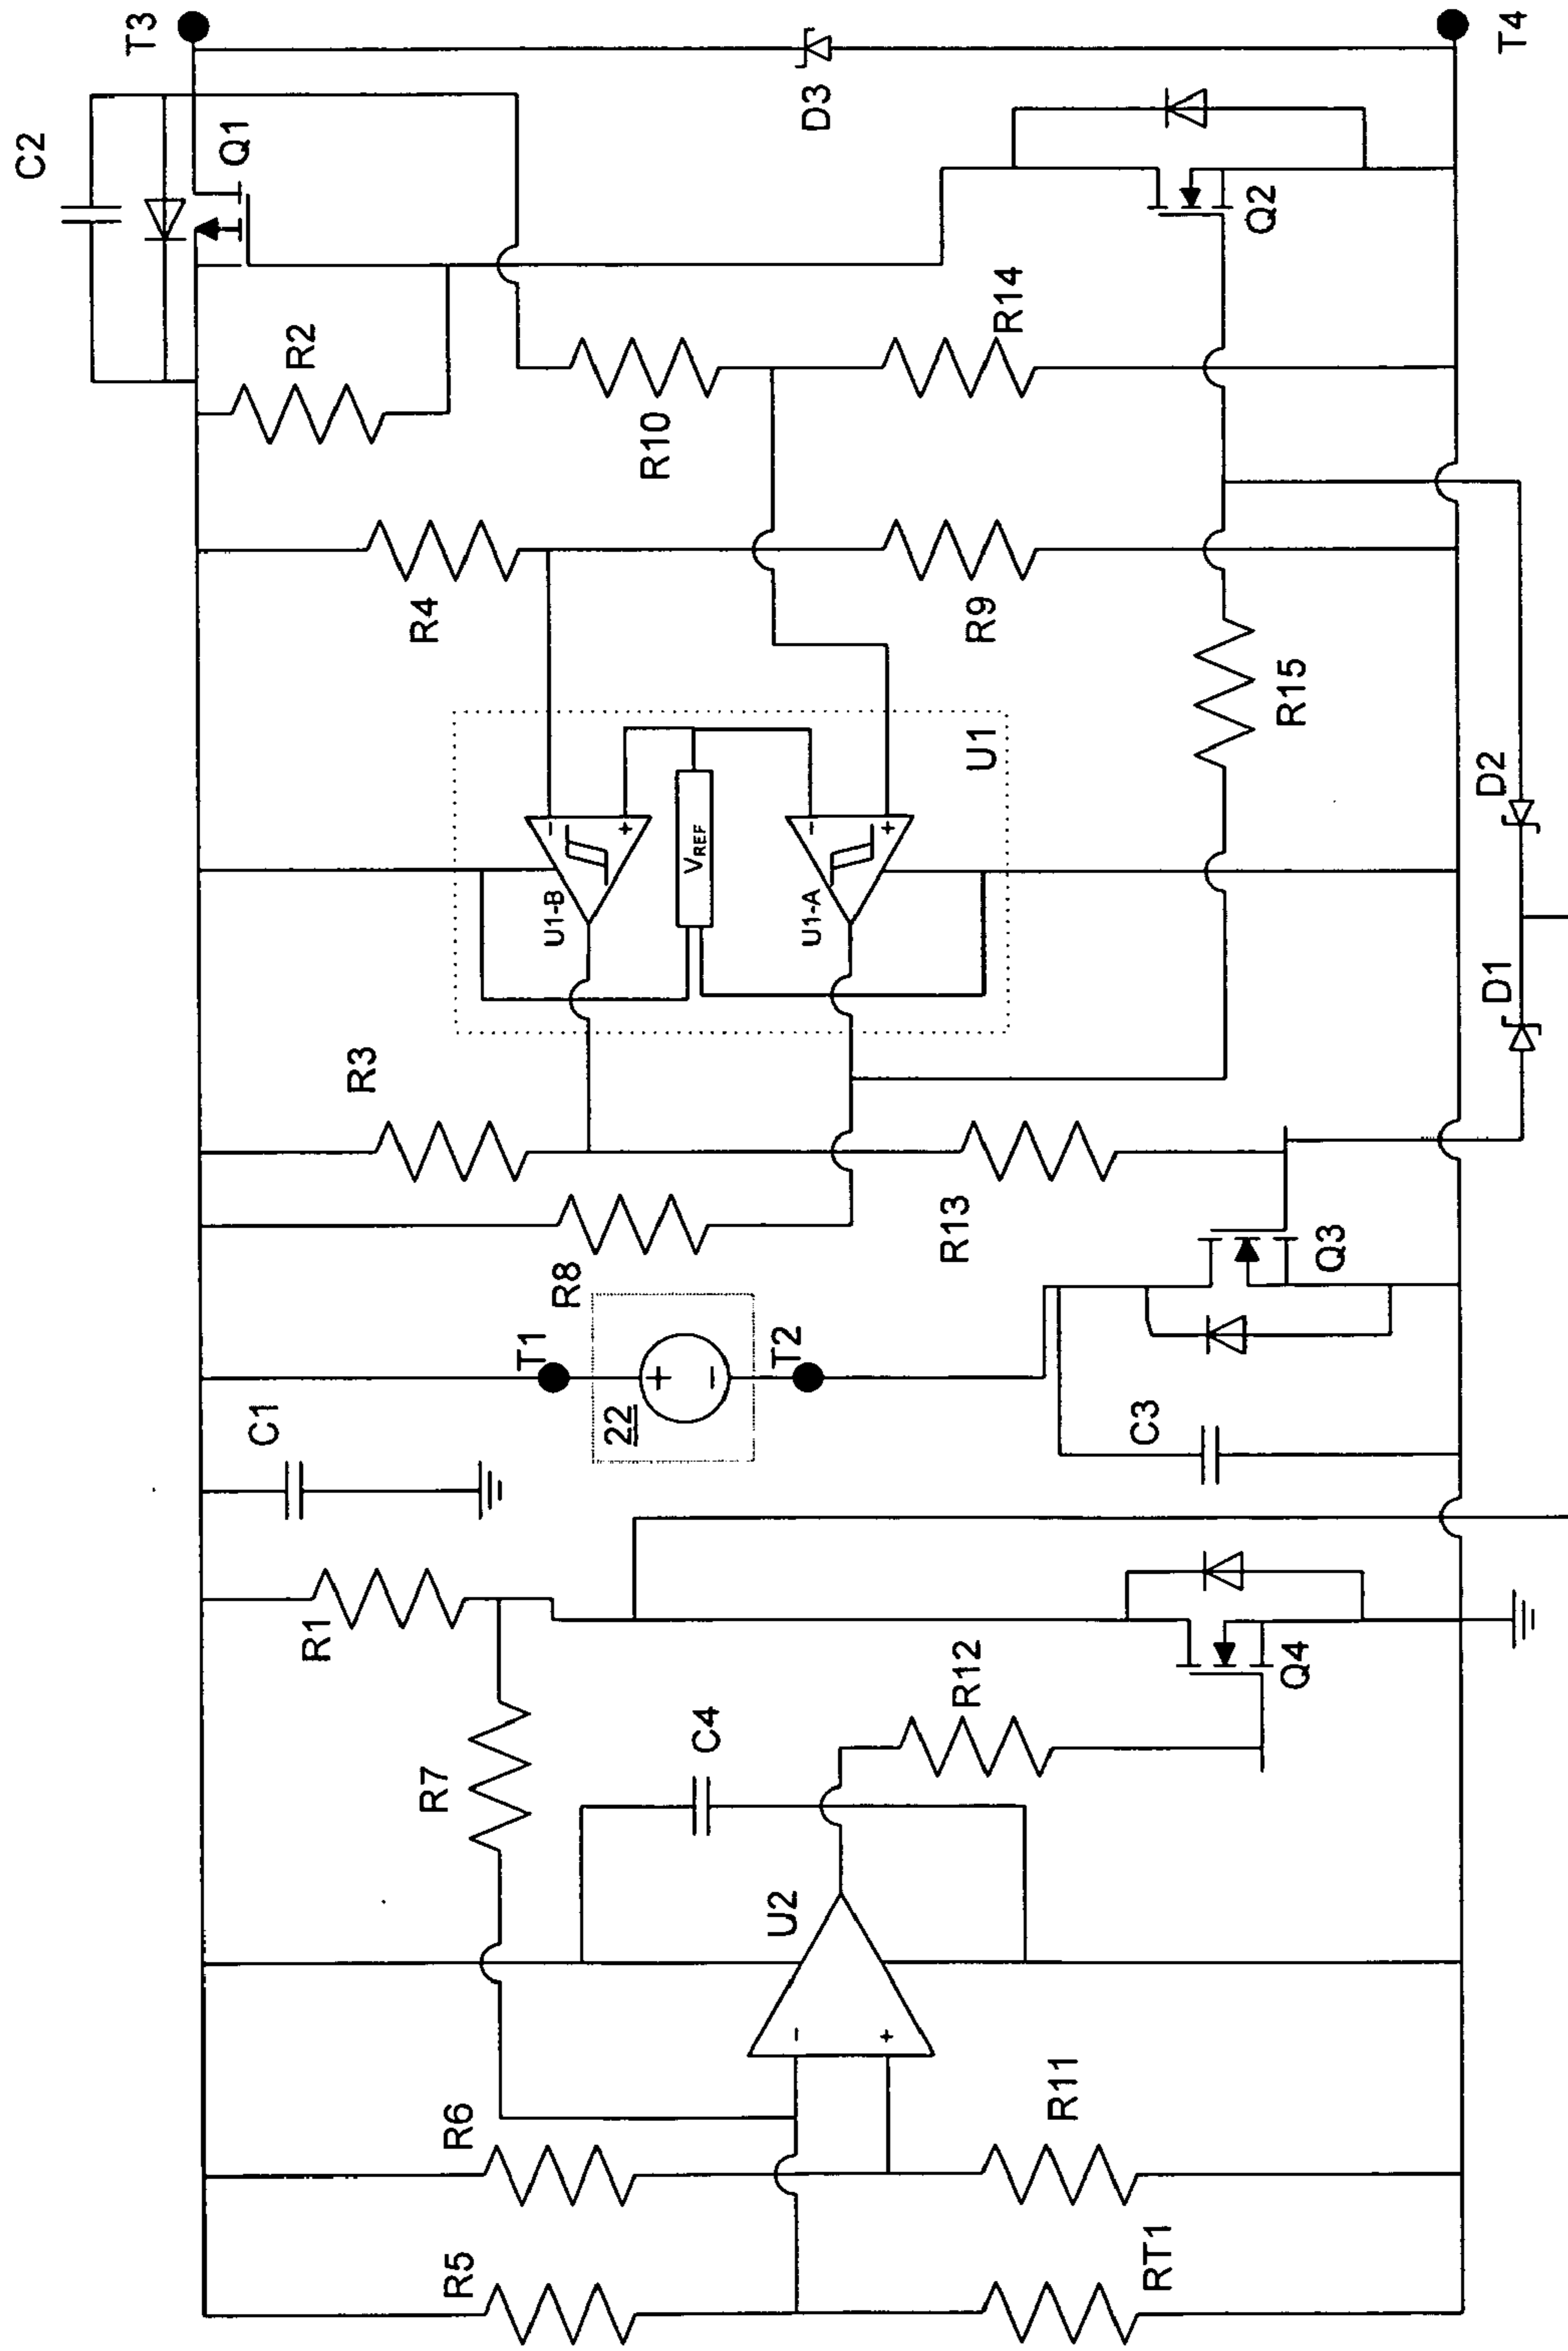 T3
C2
Q1
D3
T4
R2
R10
R14
Q2
R4
R9
R15
U1
- +
VREF
- +
U1-B
U1-A
D2
D1
R3
R8
R13
Q3
T1
22
+ -
T2
C1
C3
R1
R12
Q4
R7
C4
U2
- +
R6
R11
R5
RT1